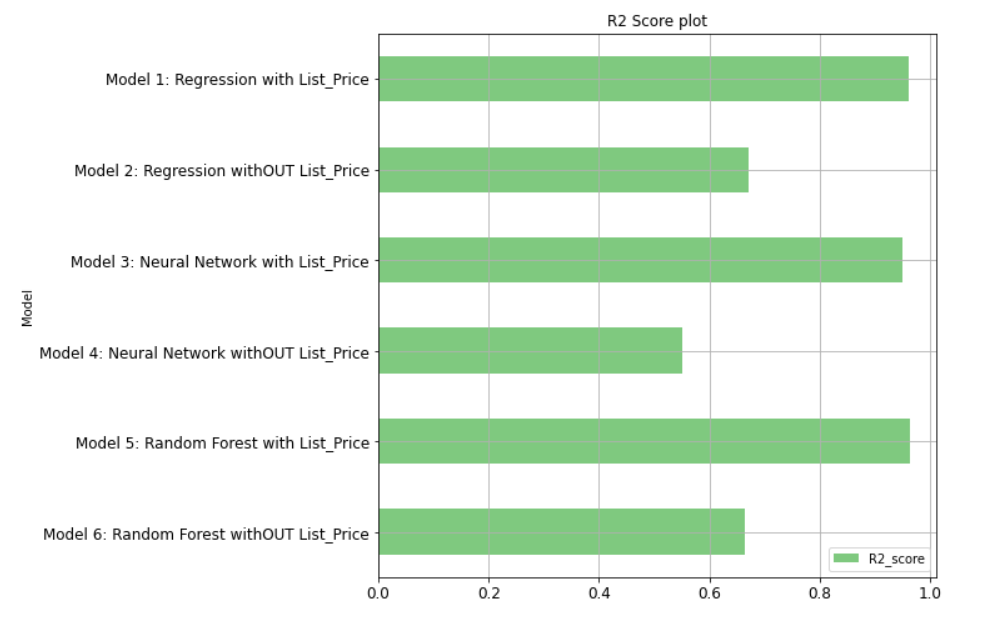 R2 Score plot
Model 1: Regression with List_Price
Model 2: Regression withOUT List_Price
Model 3: Neural Network with List_Price
Model
Model 4: Neural Network withOUT List_Price
Model 5: Random Forest with List_Price
Model 6: Random Forest withOUT List_Price
R2_score
0.0 0.2 0.4 0.6 0.8 1.0